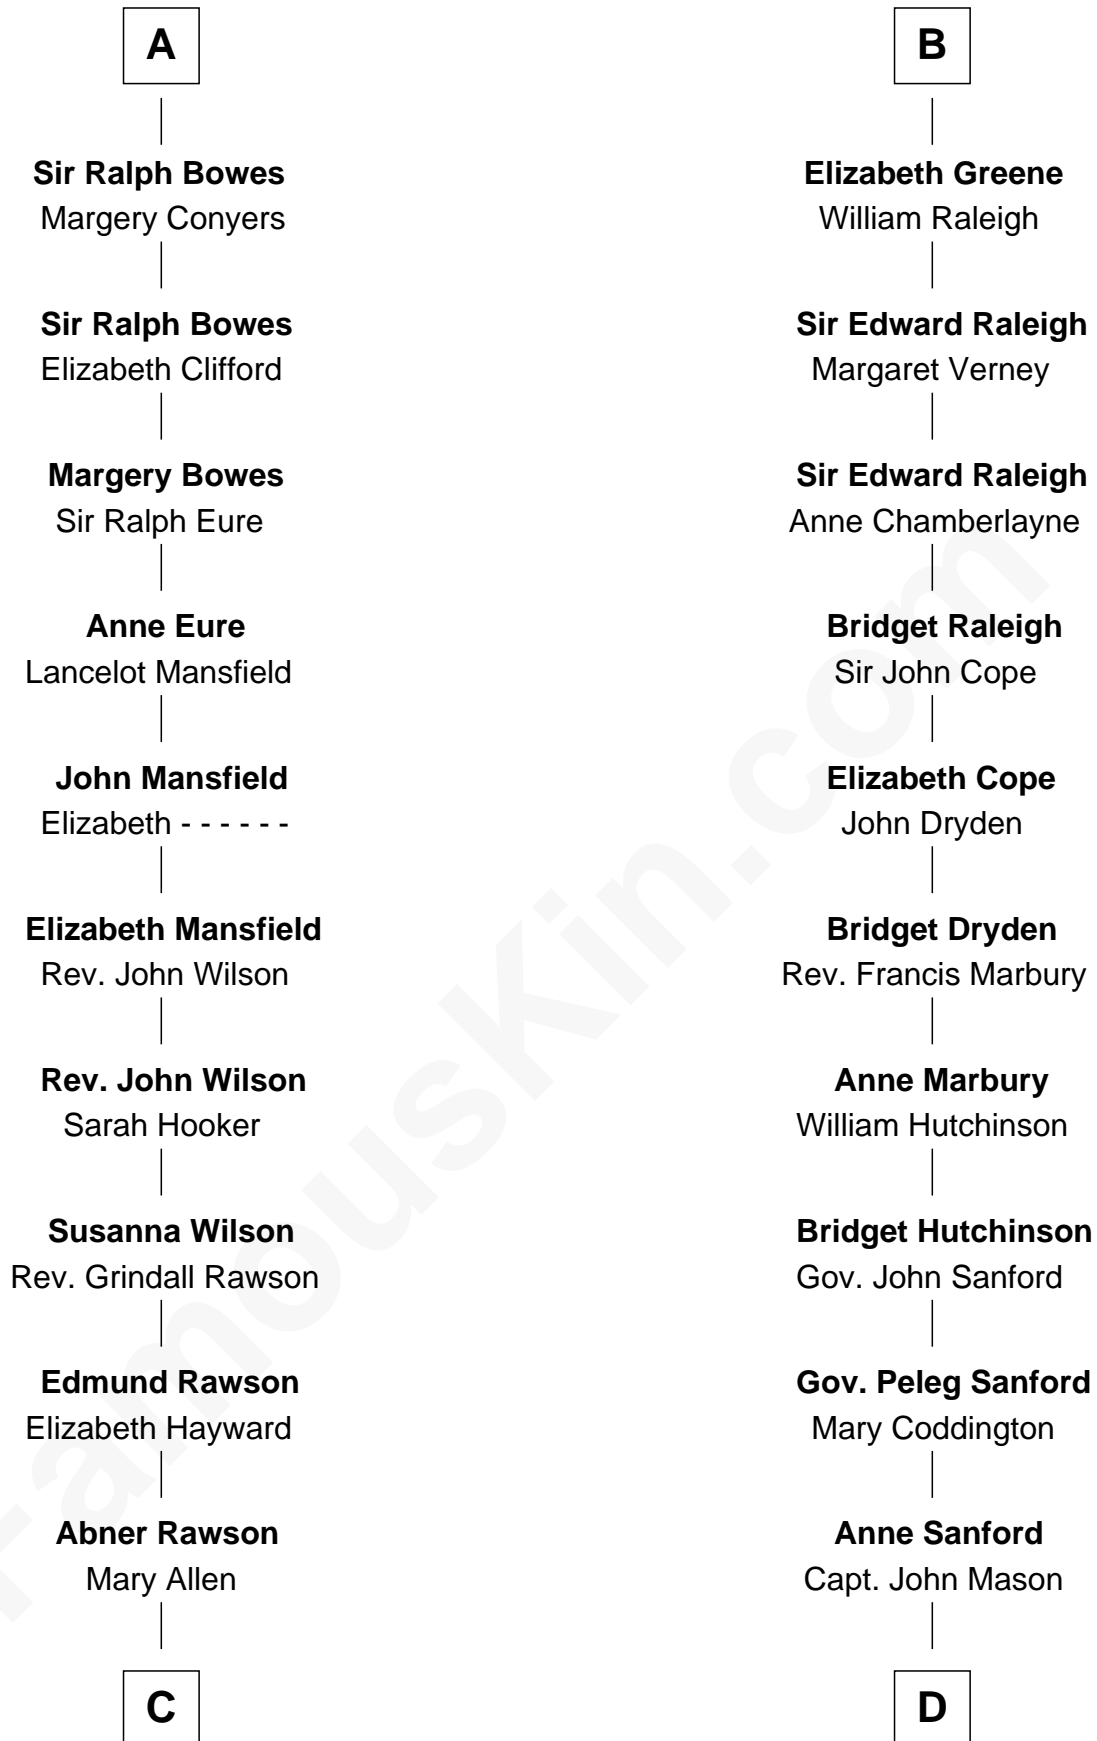 A
Sir Ralph Bowes
Margery Conyers
Sir Ralph Bowes
Elizabeth Clifford
Margery Bowes
Sir Ralph Eure
Anne Eure
Lancelot Mansfield
John Mansfield
Elizabeth - - - - - -
Elizabeth Mansfield
Rev. John Wilson
Rev. John Wilson
Sarah Hooker
Susanna Wilson
Rev. Grindall Rawson
Edmund Rawson
Elizabeth Hayward
Abner Rawson
Mary Allen
C
B
Elizabeth Greene
William Raleigh
Sir Edward Raleigh
Margaret Verney
Sir Edward Raleigh
Anne Chamberlayne
Bridget Raleigh
Sir John Cope
Elizabeth Cope
John Dryden
Bridget Dryden
Rev. Francis Marbury
Anne Marbury
William Hutchinson
Bridget Hutchinson
Gov. John Sanford
Gov. Peleg Sanford
Mary Coddington
Anne Sanford
Capt. John Mason
D
FamousKin.com